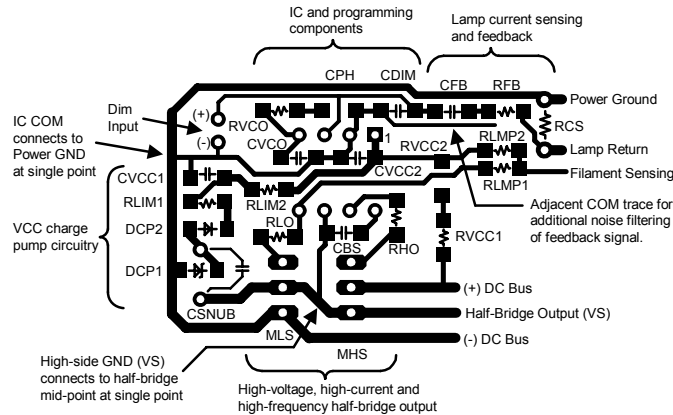 IC and programming
components
Lamp current sensing
and feedback
CPH
CDIM
CFB
RFB
(+)
Dim
Input
(-)
RVCO
CVCO
1
RVCC2
RLMP2
RCS
Power Ground
Lamp Return
Filament Sensing
IC COM
connects to
Power GND
at single point
CVCC1
RLIM1
RLIM2
CVCC2
RLMP1
DCP2
DCP1
VCC charge
pump circuitry
RLO
CBS
RHO
RVCC1
Adjacent COM trace for
additional noise filtering
of feedback signal.
CSNUB
(+) DC Bus
Half-Bridge Output (VS)
(-) DC Bus
MLS
MHS
High-side GND (VS)
connects to half-bridge
mid-point at single point
High-voltage, high-current and
high-frequency half-bridge output